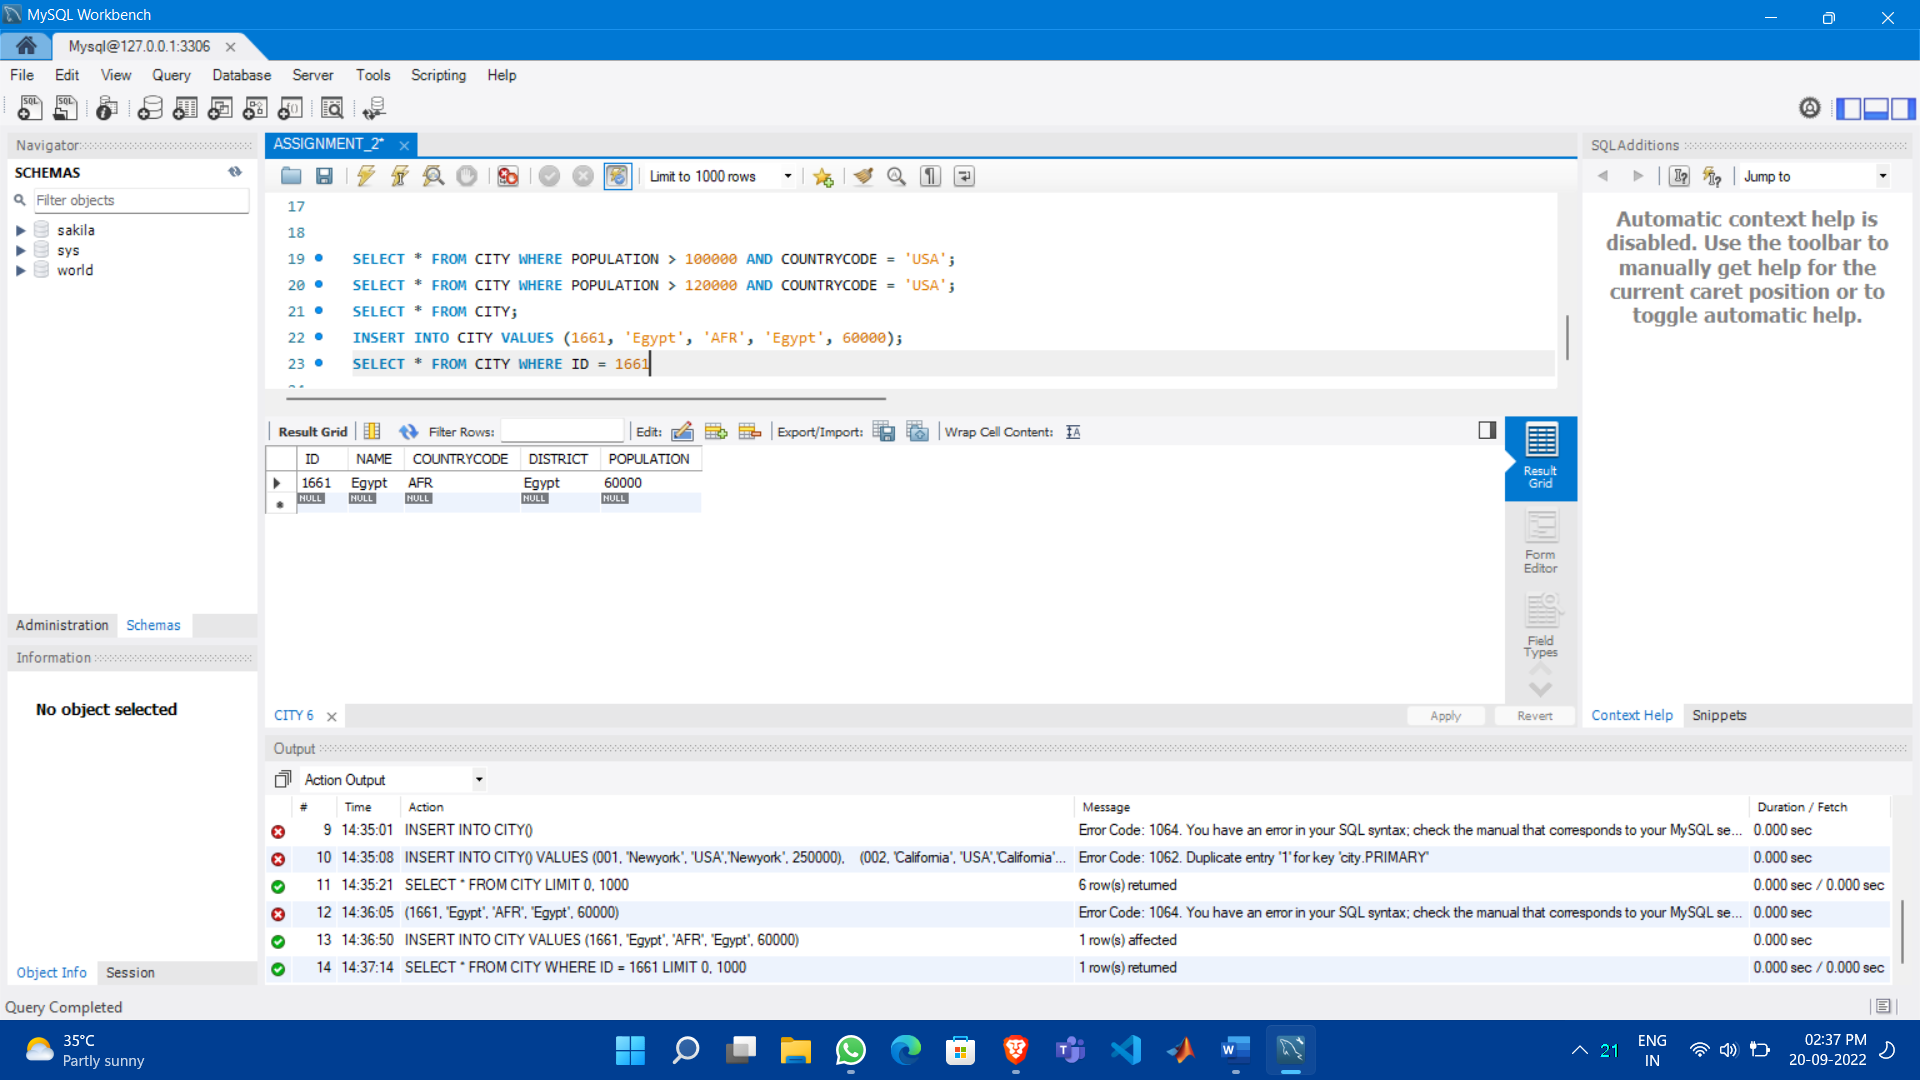 MySQL Workbench
Mysql@127.0.0.1:3306
File Edit View Query Database Server Tools Scripting Help
Navigator
SCHEMAS
Filter objects
sakila
sys
world
Administration Schemas
Information
No object selected
Object Info Session
Query Completed
ASSIGNMENT_2*
Limit to 1000 rows
17
18
19 SELECT * FROM CITY WHERE POPULATION > 100000 AND COUNTRYCODE = 'USA';
20 SELECT * FROM CITY WHERE POPULATION > 120000 AND COUNTRYCODE = 'USA';
21 SELECT * FROM CITY;
22 INSERT INTO CITY VALUES (1661, 'Egypt', 'AFR', 'Egypt', 60000);
23 SELECT * FROM CITY WHERE ID = 1661
Result Grid Filter Rows: Edit: Export/Import: Wrap Cell Content:
ID NAME COUNTRYCODE DISTRICT POPULATION
1661 Egypt AFR Egypt 60000
NULL NULL NULL NULL NULL
Result
Grid
Form
Editor
Field
Types
CITY 6
Apply Revert
SQLAdditions
Jump to
Automatic context help is
disabled. Use the toolbar to
manually get help for the
current caret position or to
toggle automatic help.
Context Help Snippets
Output
Action Output
# Time Action Message Duration / Fetch
9 14:35:01 INSERT INTO CITY() Error Code: 1064. You have an error in your SQL syntax; check the manual that corresponds to your MySQL se... 0.000 sec
10 14:35:08 INSERT INTO CITY() VALUES (001, 'Newyork', 'USA','Newyork', 250000), (002, 'California', 'USA','California'... Error Code: 1062. Duplicate entry '1' for key 'city.PRIMARY' 0.000 sec
11 14:35:21 SELECT * FROM CITY LIMIT 0, 1000 6 row(s) returned 0.000 sec / 0.000 sec
12 14:36:05 (1661, 'Egypt', 'AFR', 'Egypt', 60000) Error Code: 1064. You have an error in your SQL syntax; check the manual that corresponds to your MySQL se... 0.000 sec
13 14:36:50 INSERT INTO CITY VALUES (1661, 'Egypt', 'AFR', 'Egypt', 60000) 1 row(s) affected 0.000 sec
14 14:37:14 SELECT * FROM CITY WHERE ID = 1661 LIMIT 0, 1000 1 row(s) returned 0.000 sec / 0.000 sec
35°C
Partly sunny
21
ENG
IN
02:37 PM
20-09-2022